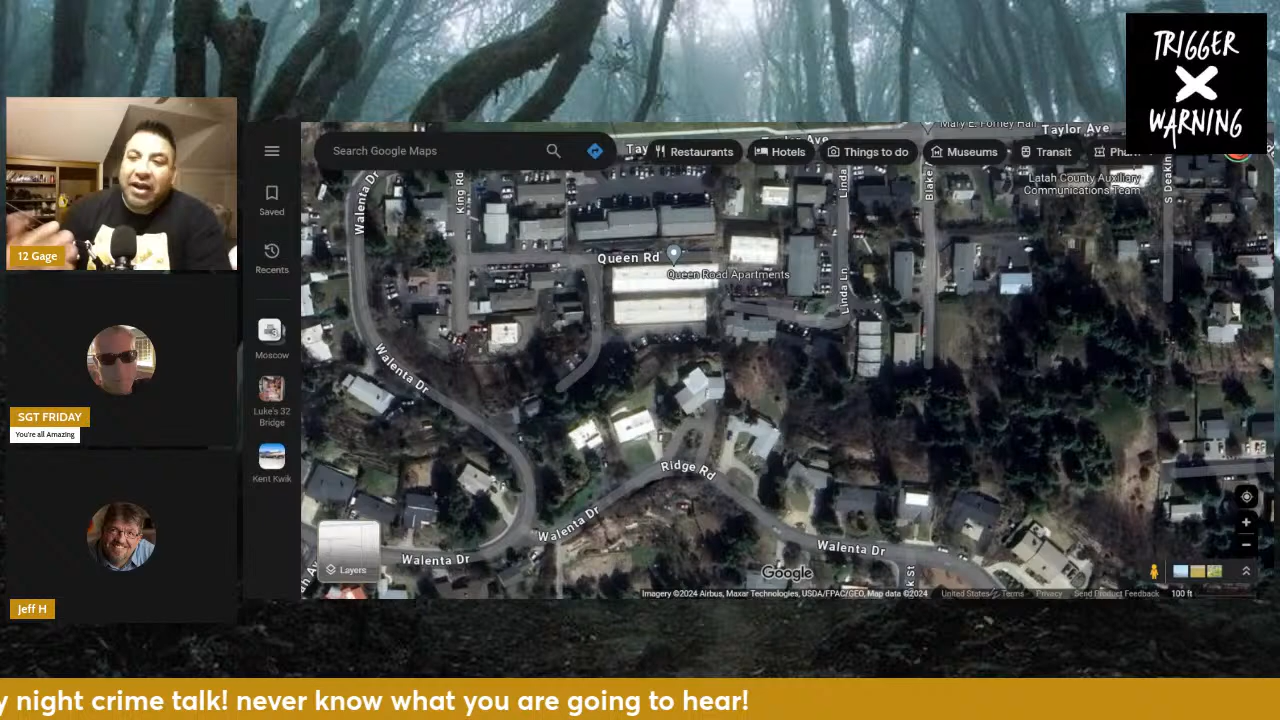 TRIGGER
X
WARNING
12 Gage
SGT FRIDAY
You're all Amazing
Jeff H
Search Google Maps
Saved
Recents
Moscow
Luke's 32
Bridge
Kent Kwik
Restaurants
Hotels
Things to do
Museums
Transit
Mary E. Forney Hall
Taylor Ave
Latah County Auxiliary
Communications Team
Walenta Dr
King Rd
Linda
Blake
S Deakin
Queen Rd
Queen Road Apartments
Linda Ln
Walenta Dr
Ridge Rd
Walenta Dr
Walenta Dr
Walenta Dr
Layers
Google
Imagery ©2024 Airbus, Maxar Technologies, USDA/FPAC/GEO, Map data ©2024
United States
Terms
Privacy
Send Product Feedback
100 ft
y night crime talk! never know what you are going to hear!